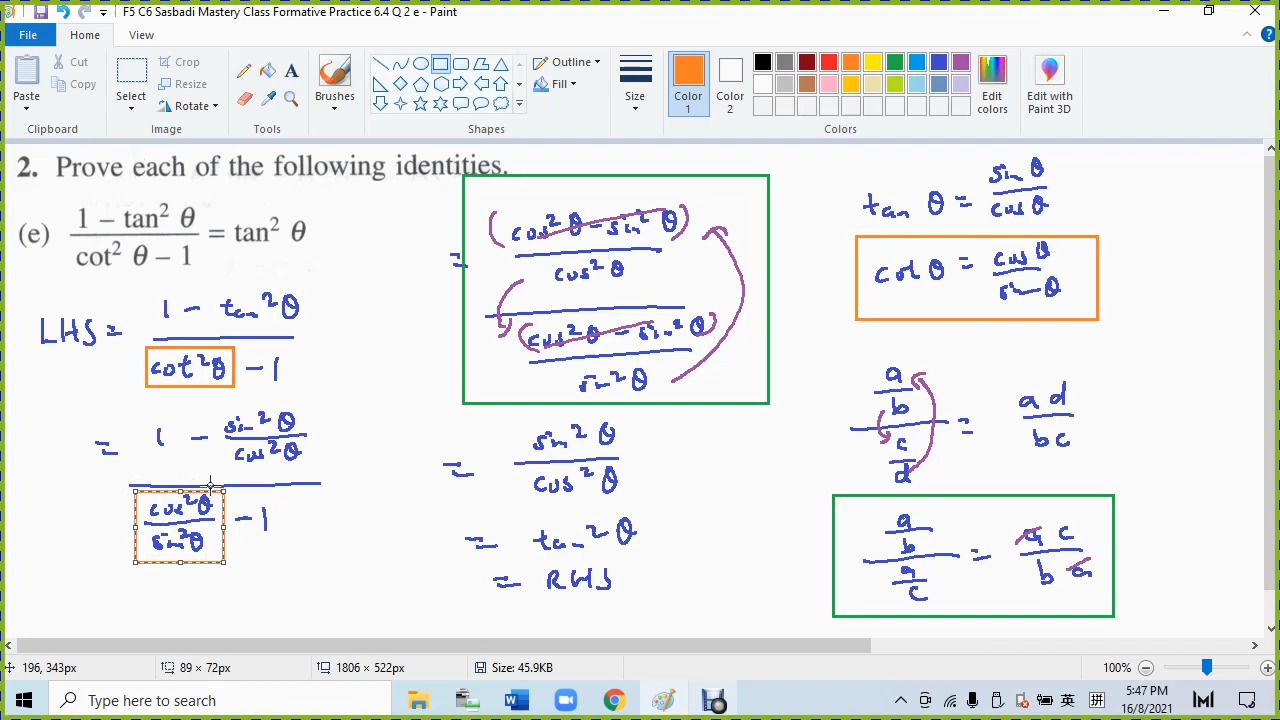 F5 C6 Sasbadi Mastery Class Formative Practice 6.4 Q 2 e - Paint
File Home View
Paste Cut Copy Clipboard
Select Crop Resize Rotate Image
Tools
Brushes
Shapes Outline Fill
Size
Color 1 Color 2 Edit colors Colors
Edit with Paint 3D
2. Prove each of the following identities.
(e) (1 − tan² θ)/(cot² θ − 1) = tan² θ
LHS = (1 − tan²θ)/(cot²θ − 1)
= (1 − sin²θ/cos²θ)/(cos²θ/sin²θ − 1)
= ((cos²θ − sin²θ)/cos²θ)/((cos²θ − sin²θ)/sin²θ)
= sin²θ/cos²θ
= tan²θ
= RHS
tan θ = sin θ/cos θ
cot θ = cos θ/sin θ
(a/b)/(c/d) = ad/bc
(a/b)/(a/c) = ac/ba
196, 343px 89 × 72px 1806 × 522px Size: 45.9KB 100%
Type here to search
英 拼 5:47 PM
16/8/2021